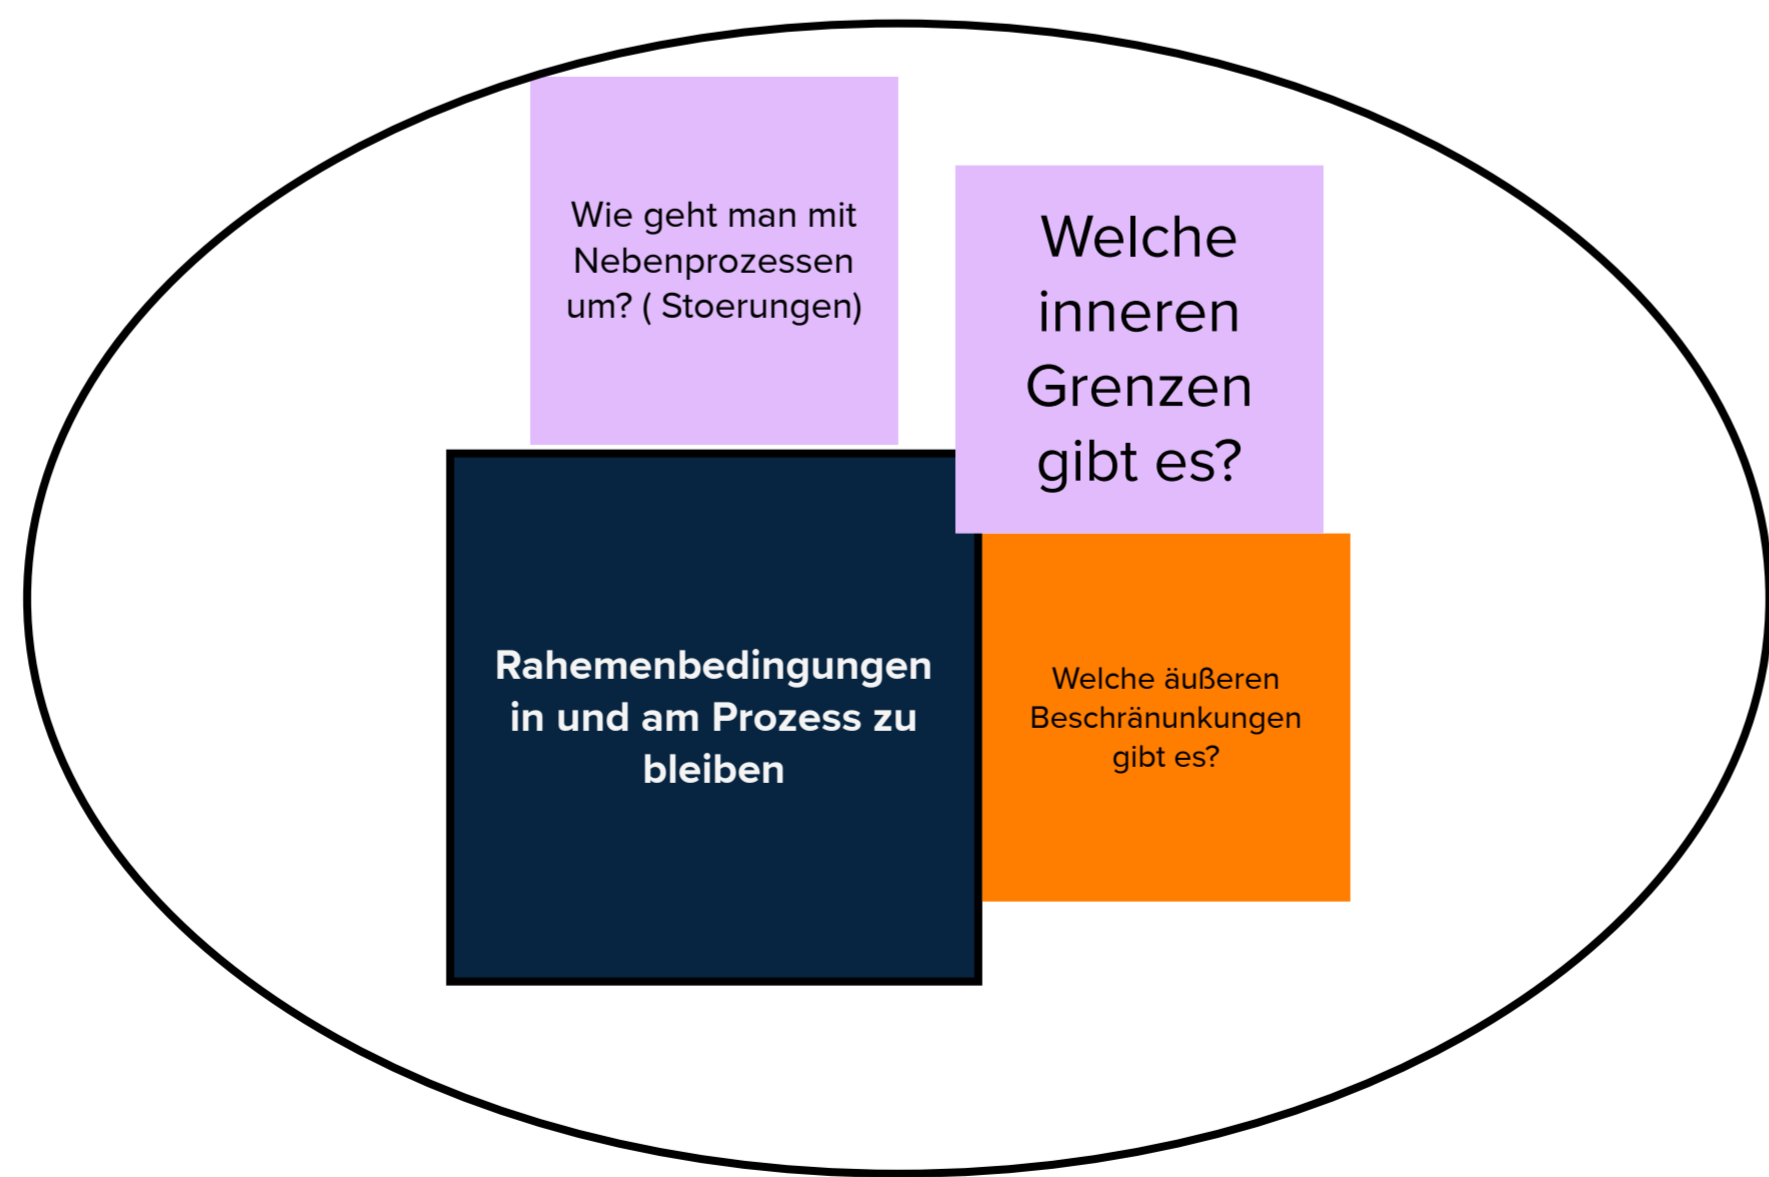 Wie geht man mit
Nebenprozessen
um? ( Stoerungen)
Welche
inneren
Grenzen
gibt es?
Rahemenbedingungen
in und am Prozess zu
bleiben
Welche äußeren
Beschränunkungen
gibt es?